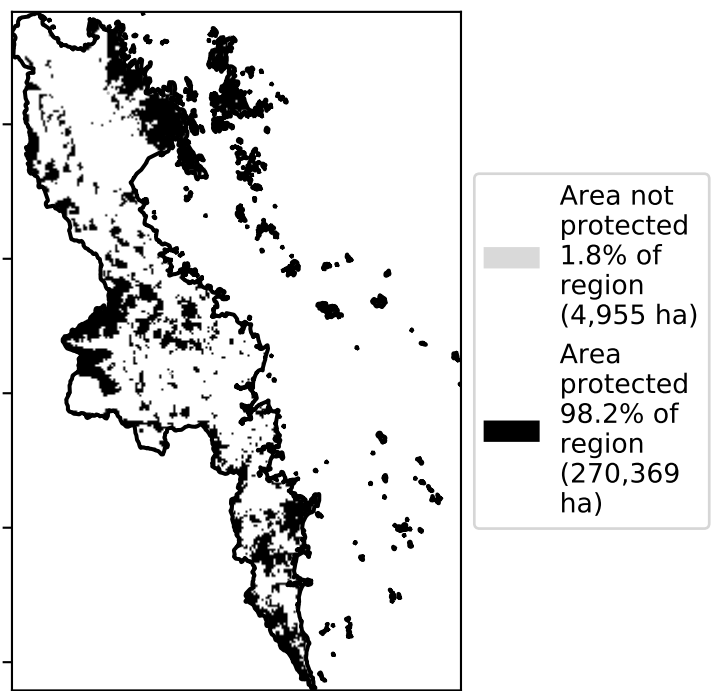 Area not
protected
1.8% of
region
(4,955 ha)
Area
protected
98.2% of
region
(270,369
ha)